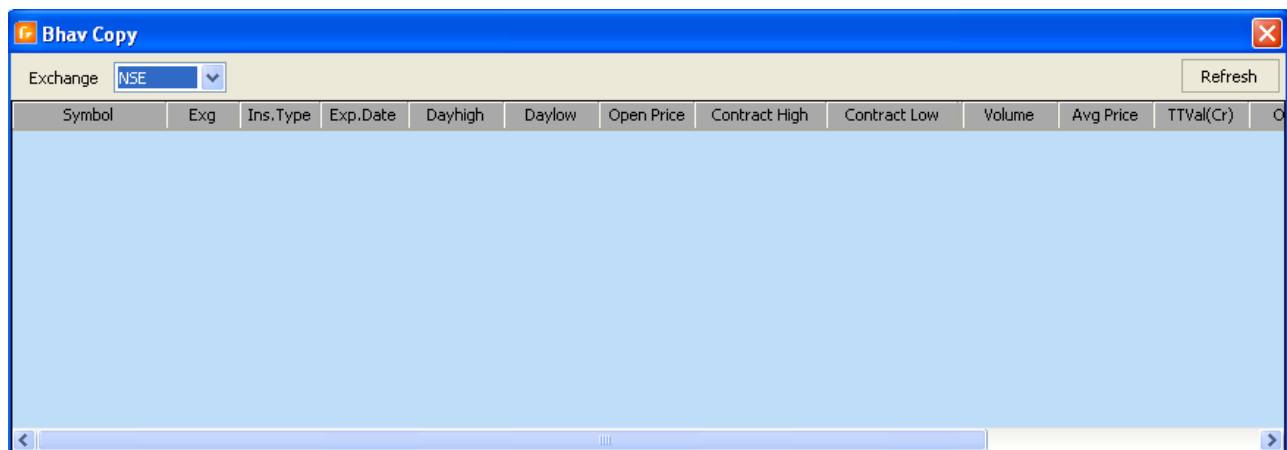 Bhav Copy
Exchange NSE Refresh
Symbol Exg Ins.Type Exp.Date Dayhigh Daylow Open Price Contract High Contract Low Volume Avg Price TTVal(Cr) O